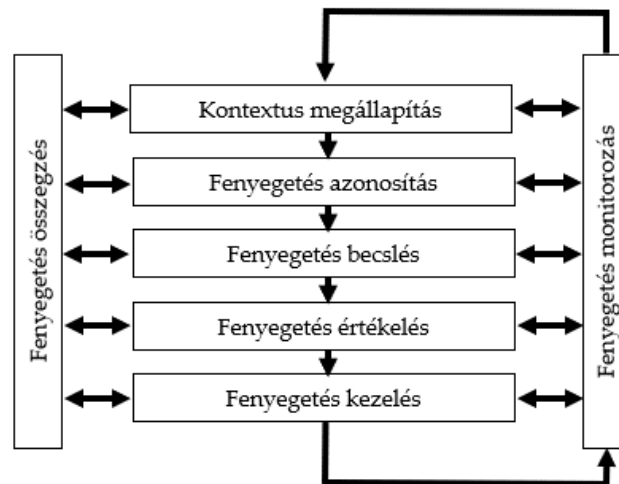 Fenyegetés összegzés
Kontextus megállapítás
Fenyegetés azonosítás
Fenyegetés becslés
Fenyegetés értékelés
Fenyegetés kezelés
Fenyegetés monitorozás